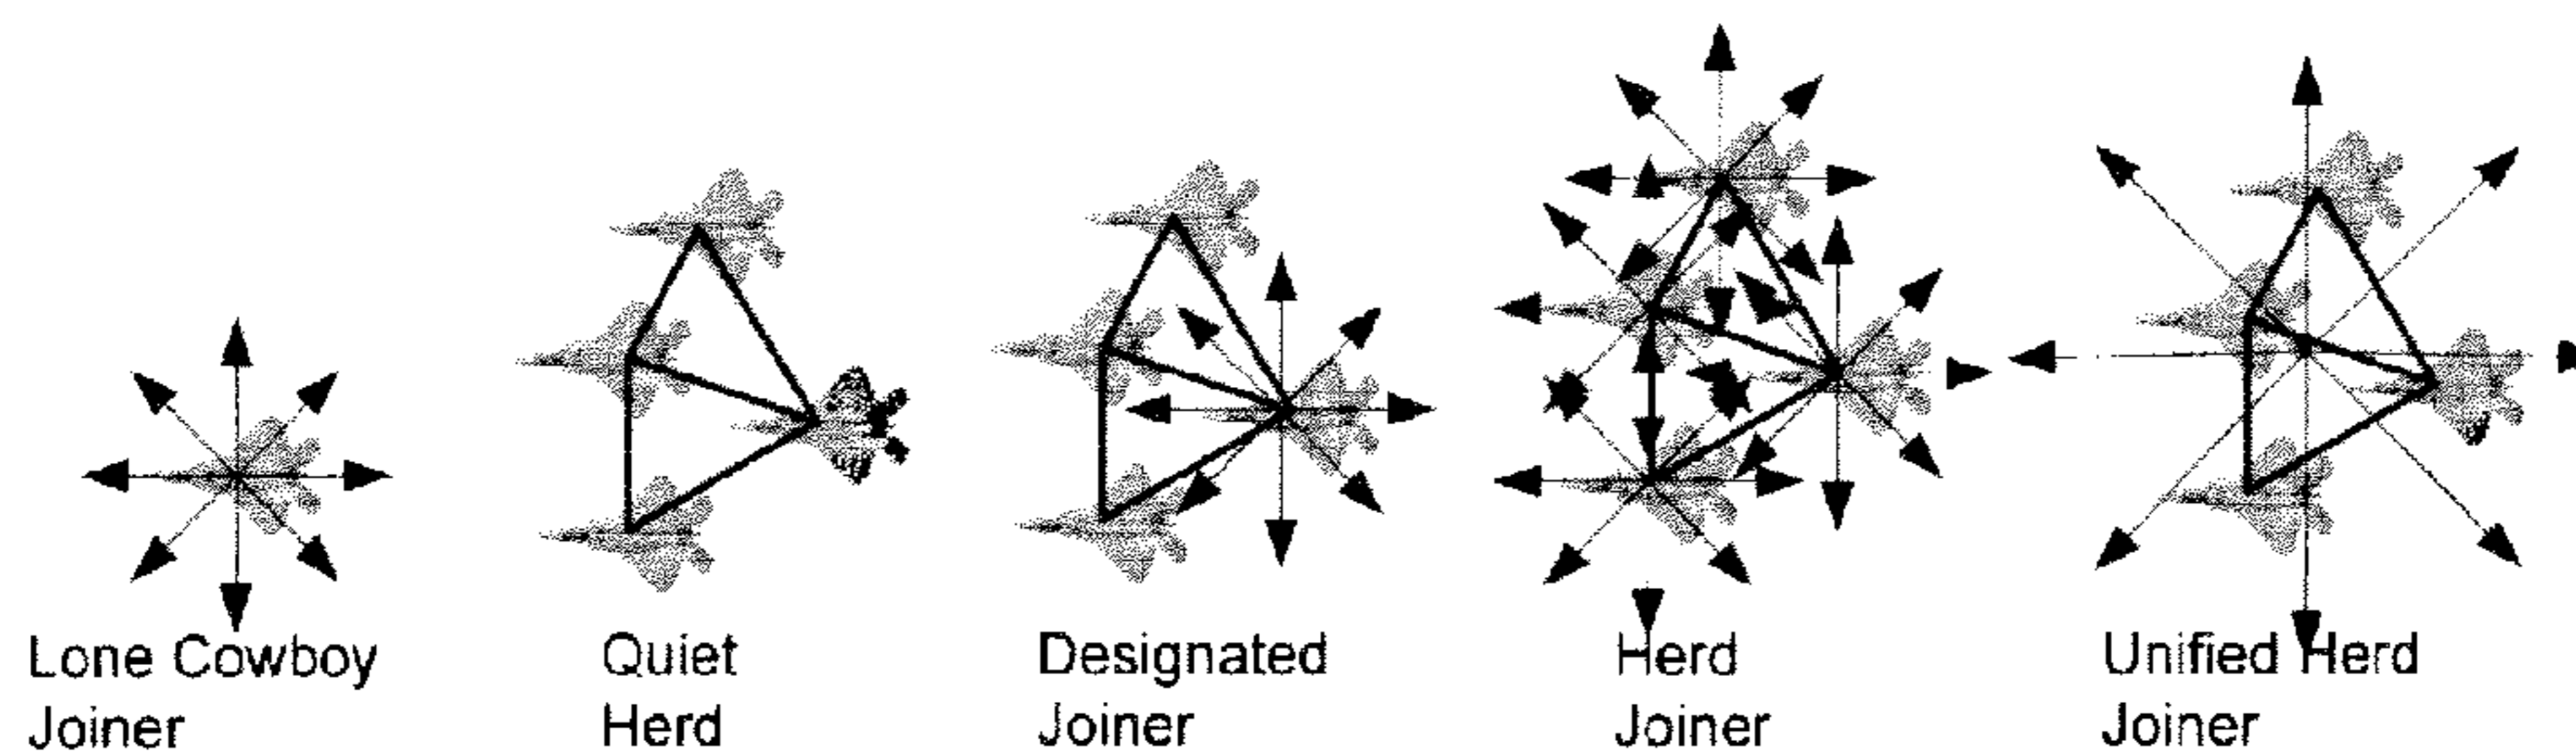 Lone Cowboy
Joiner
Quiet
Herd
Designated
Joiner
Herd
Joiner
Unified Herd
Joiner